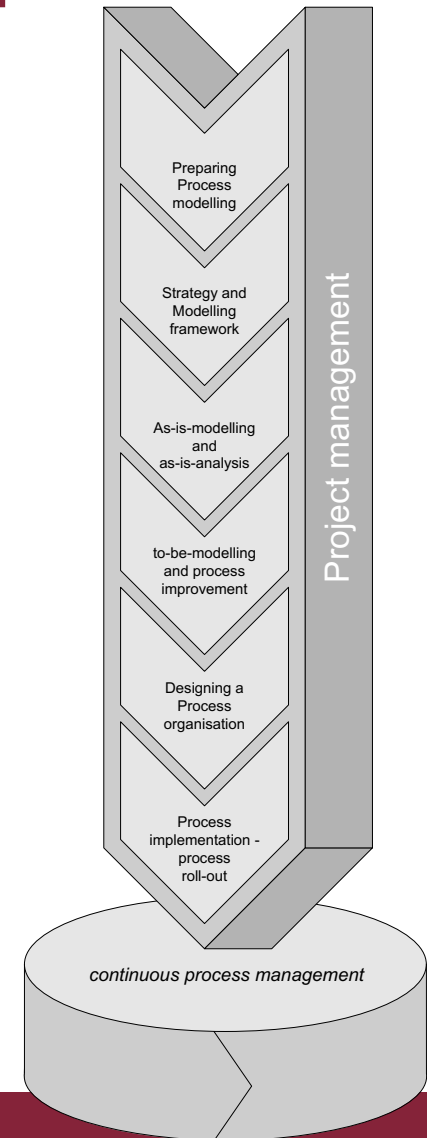 Preparing
Process
modelling
Strategy and
Modelling
framework
As-is-modelling
and
as-is-analysis
to-be-modelling
and process
improvement
Designing a
Process
organisation
Process
implementation -
process
roll-out
Project management
continuous process management